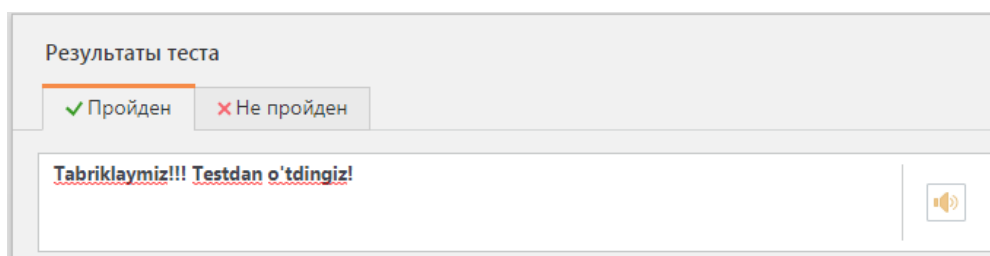 Результаты теста
Пройден Не пройден
Tabriklaymiz!!! Testdan o'tdingiz!